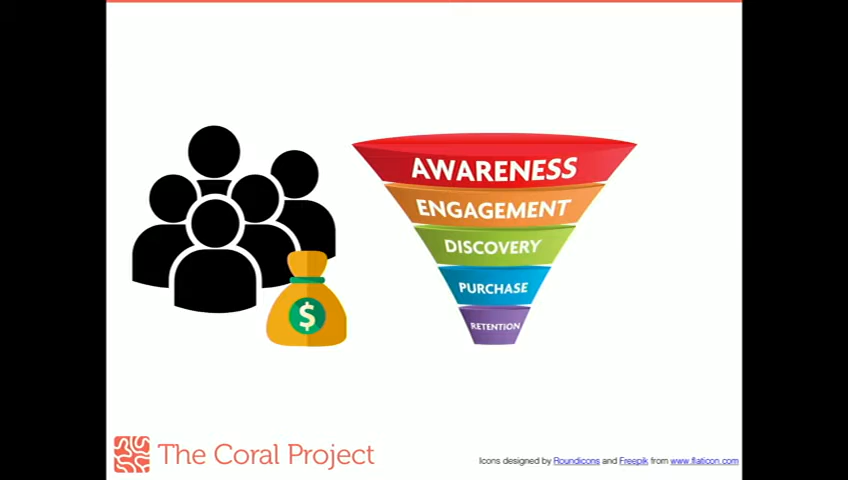 AWARENESS
ENGAGEMENT
DISCOVERY
PURCHASE
RETENTION
$
The Coral Project
Icons designed by Roundicons and Freepik from www.flaticon.com